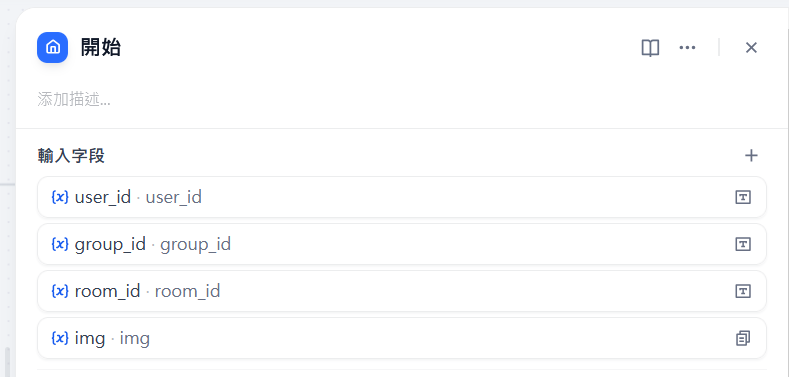 開始
添加描述...
輸入字段
{x} user_id · user_id
{x} group_id · group_id
{x} room_id · room_id
{x} img · img